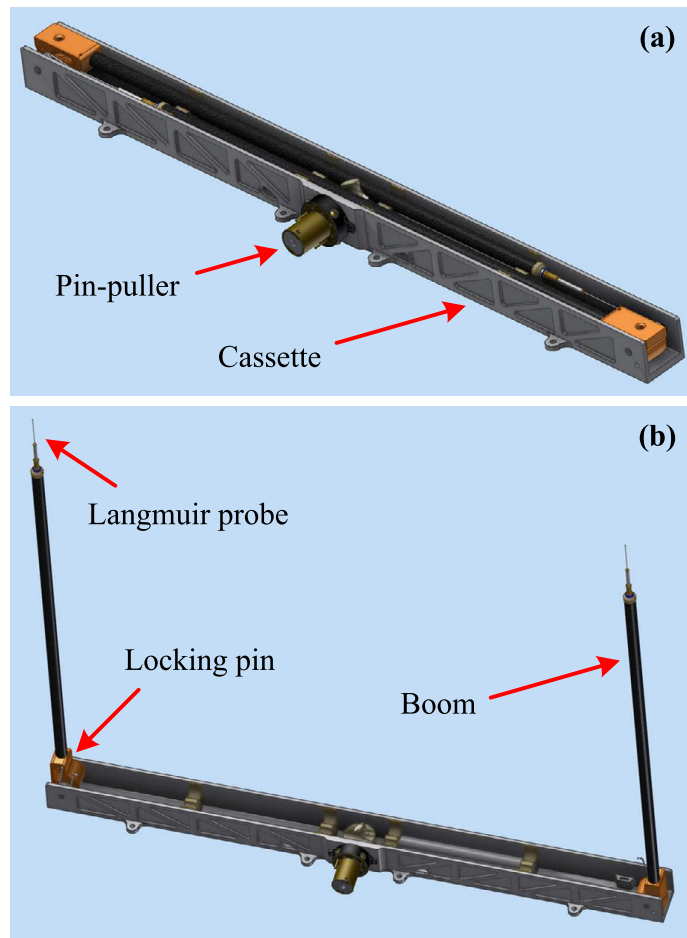 (a)
Pin-puller
Cassette
(b)
Langmuir probe
Locking pin
Boom